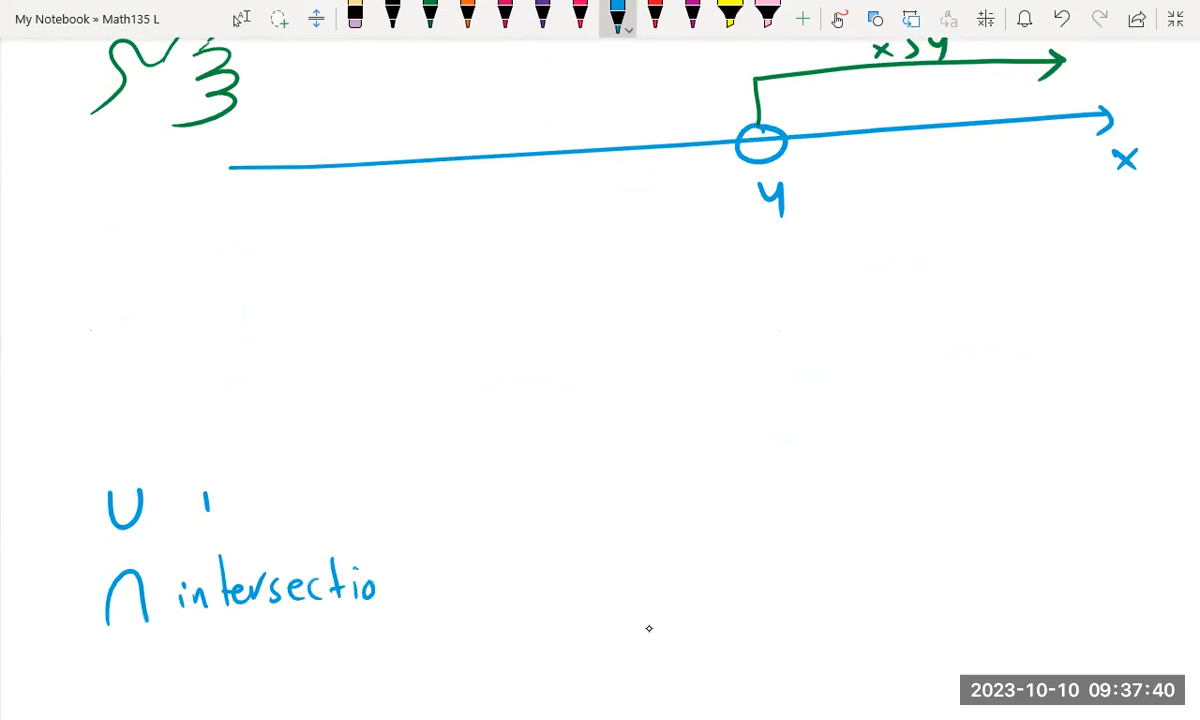 My Notebook » Math135 L
x > y
x
y
U
∩ intersectio
2023-10-10 09:37:40